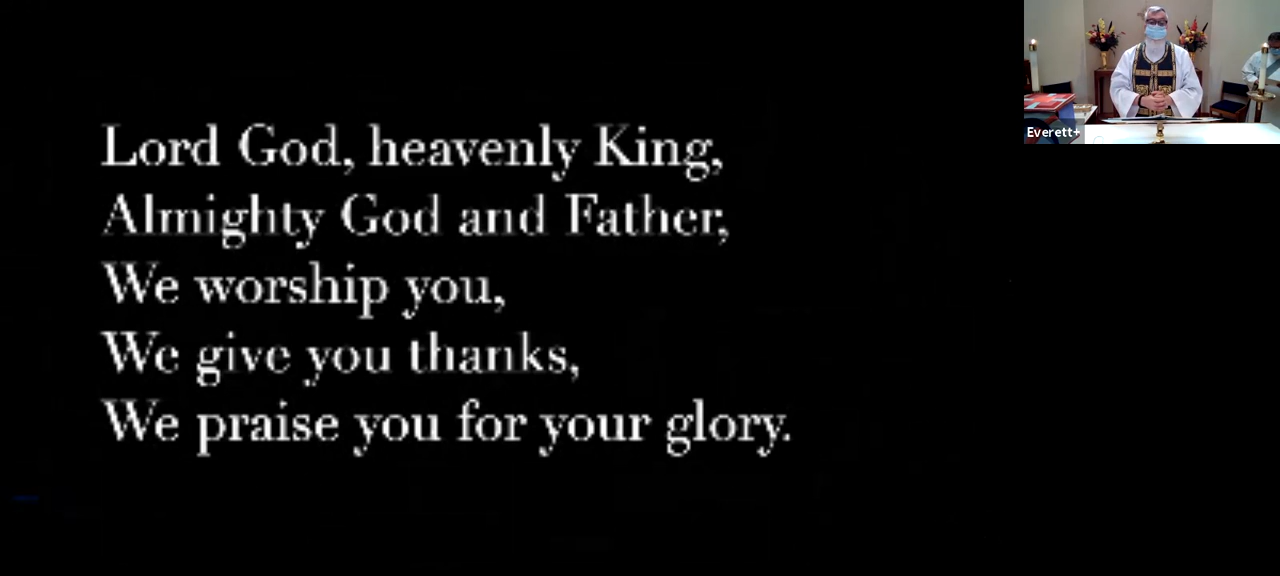 Lord God, heavenly King,
Almighty God and Father,
We worship you,
We give you thanks,
We praise you for your glory.
Everett+